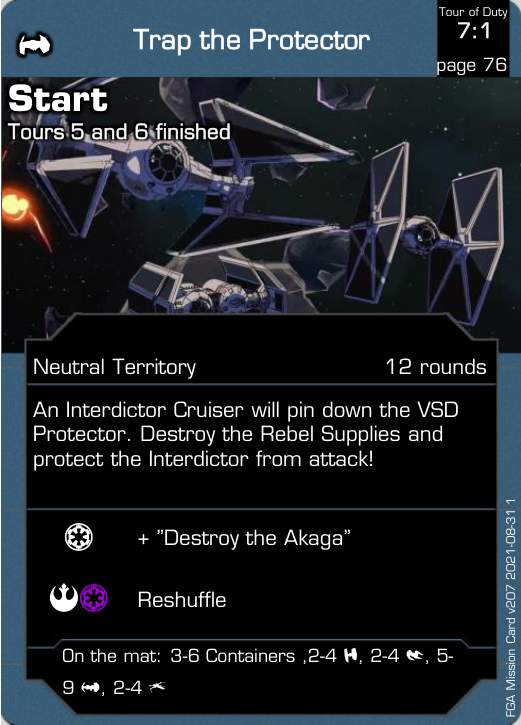 Trap the Protector
Tour of Duty
7:1
page 76
Start
Tours 5 and 6 finished
Neutral Territory 12 rounds
An Interdictor Cruiser will pin down the VSD
Protector. Destroy the Rebel Supplies and
protect the Interdictor from attack!
+ ”Destroy the Akaga”
Reshuffle
On the mat: 3-6 Containers ,2-4 , 2-4 , 5-
9 , 2-4
FGA Mission Card v207 2021-08-31 1